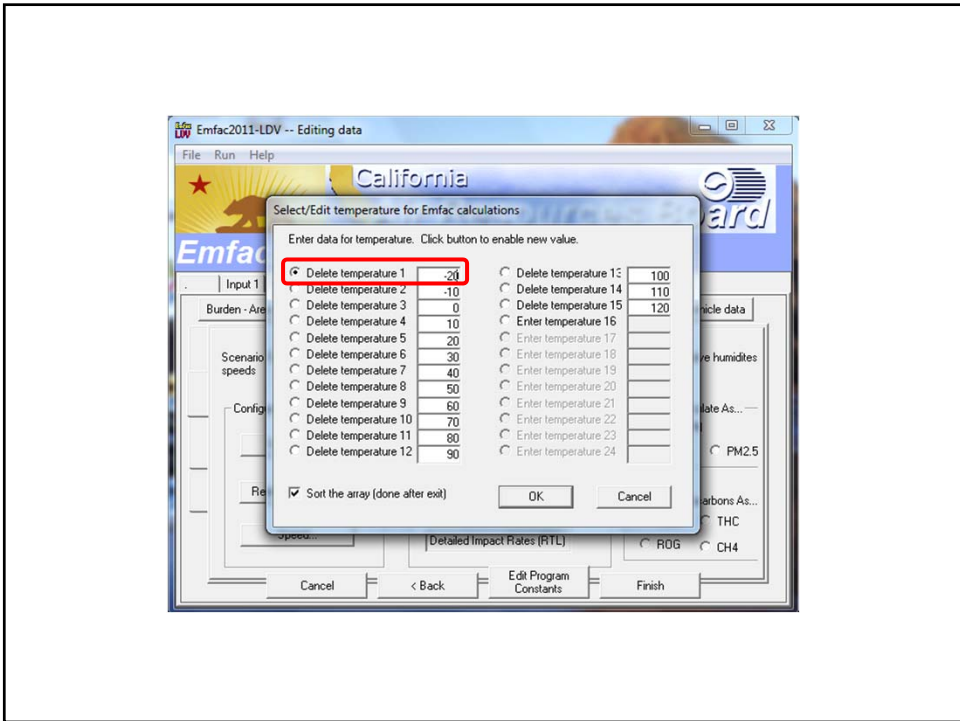 Emfac2011-LDV -- Editing data
File Run Help
California
ard
Emfac
Select/Edit temperature for Emfac calculations
Enter data for temperature. Click button to enable new value.
Delete temperature 1 -20
Delete temperature 2 -10
Delete temperature 3 0
Delete temperature 4 10
Delete temperature 5 20
Delete temperature 6 30
Delete temperature 7 40
Delete temperature 8 50
Delete temperature 9 60
Delete temperature 10 70
Delete temperature 11 80
Delete temperature 12 90
Delete temperature 13 100
Delete temperature 14 110
Delete temperature 15 120
Enter temperature 16
Enter temperature 17
Enter temperature 18
Enter temperature 19
Enter temperature 20
Enter temperature 21
Enter temperature 22
Enter temperature 23
Enter temperature 24
Sort the array (done after exit)
OK Cancel
Input 1
Burden - Are
hicle data
Scenario
speeds
ve humidites
Config
late As...
PM2.5
Re
arbons As...
THC
Speed...
Detailed Impact Rates (RTL)
ROG CH4
Cancel < Back Edit Program Constants Finish